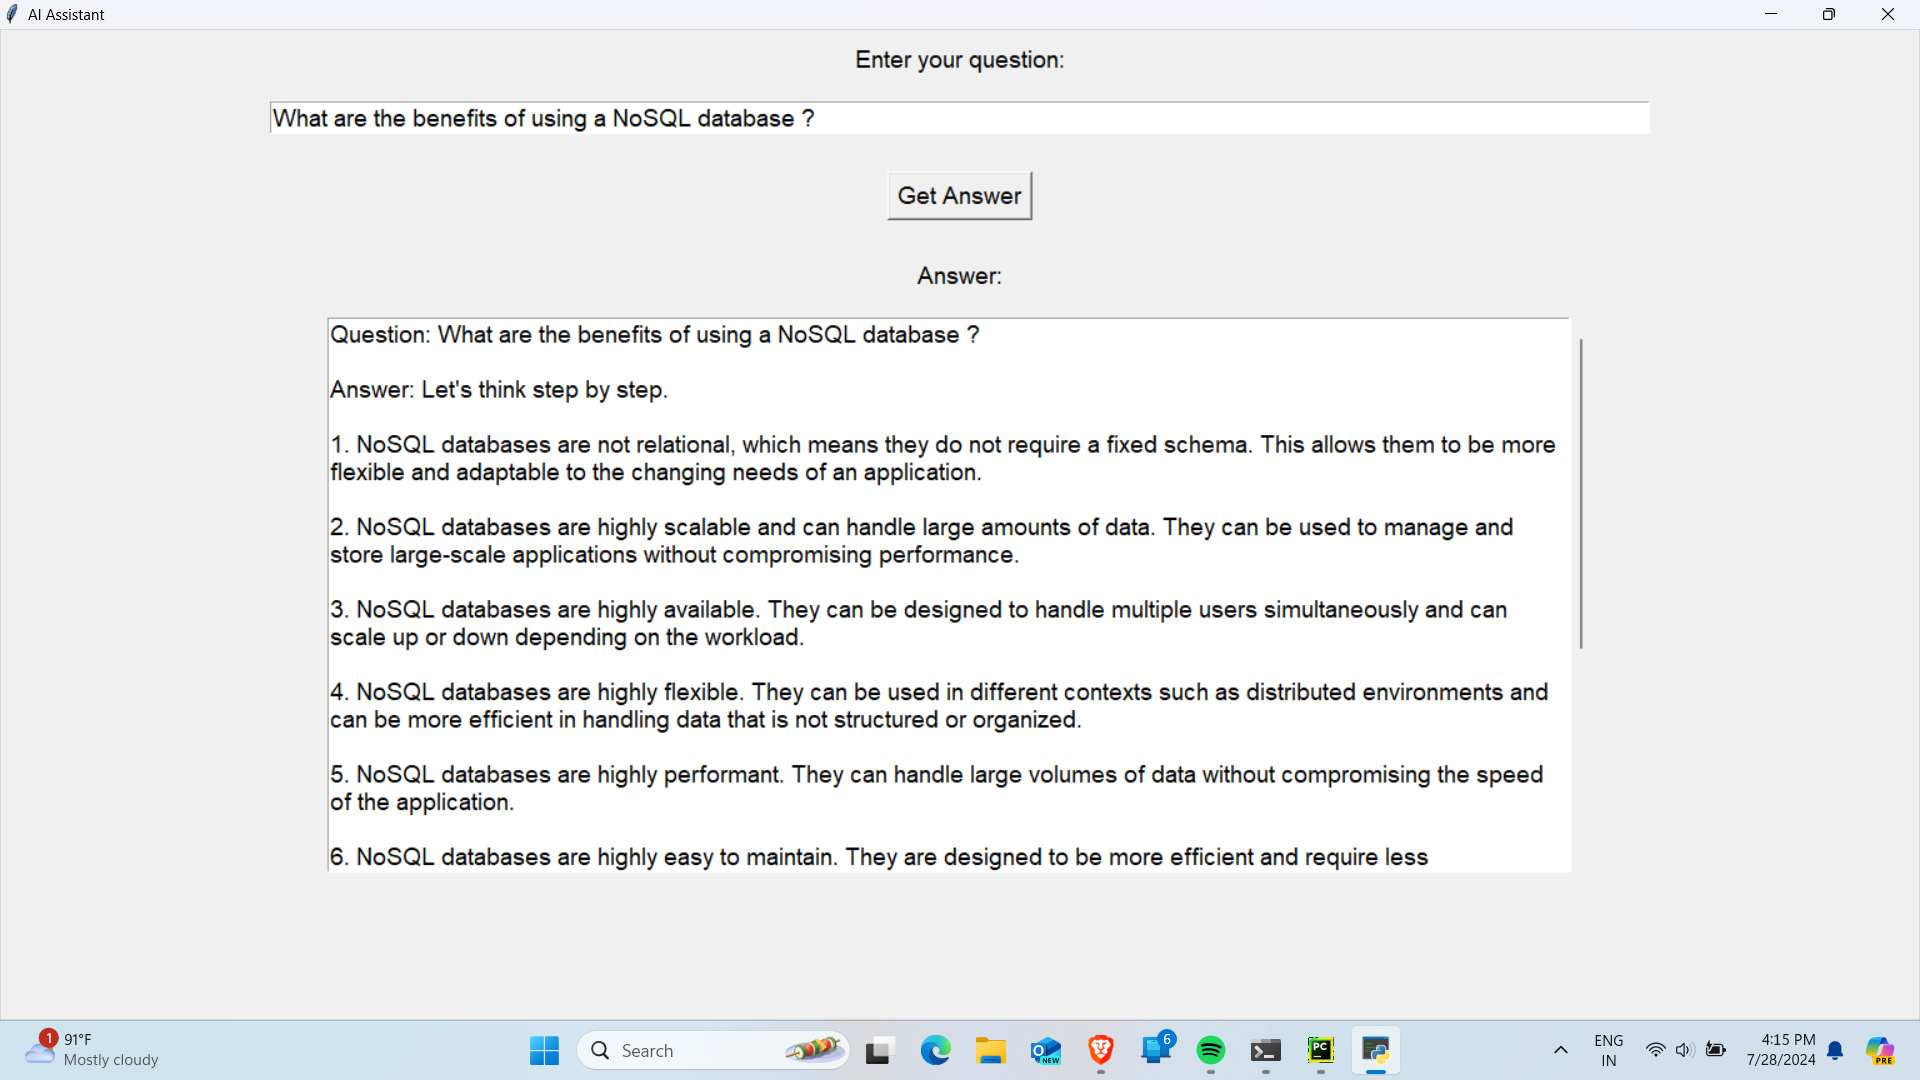 AI Assistant
Enter your question:
What are the benefits of using a NoSQL database ?
Get Answer
Answer:
Question: What are the benefits of using a NoSQL database ?
Answer: Let's think step by step.
1. NoSQL databases are not relational, which means they do not require a fixed schema. This allows them to be more
flexible and adaptable to the changing needs of an application.
2. NoSQL databases are highly scalable and can handle large amounts of data. They can be used to manage and
store large-scale applications without compromising performance.
3. NoSQL databases are highly available. They can be designed to handle multiple users simultaneously and can
scale up or down depending on the workload.
4. NoSQL databases are highly flexible. They can be used in different contexts such as distributed environments and
can be more efficient in handling data that is not structured or organized.
5. NoSQL databases are highly performant. They can handle large volumes of data without compromising the speed
of the application.
6. NoSQL databases are highly easy to maintain. They are designed to be more efficient and require less
1
91°F
Mostly cloudy
Search
NEW
6
PC
ENG
IN
4:15 PM
7/28/2024
PRE